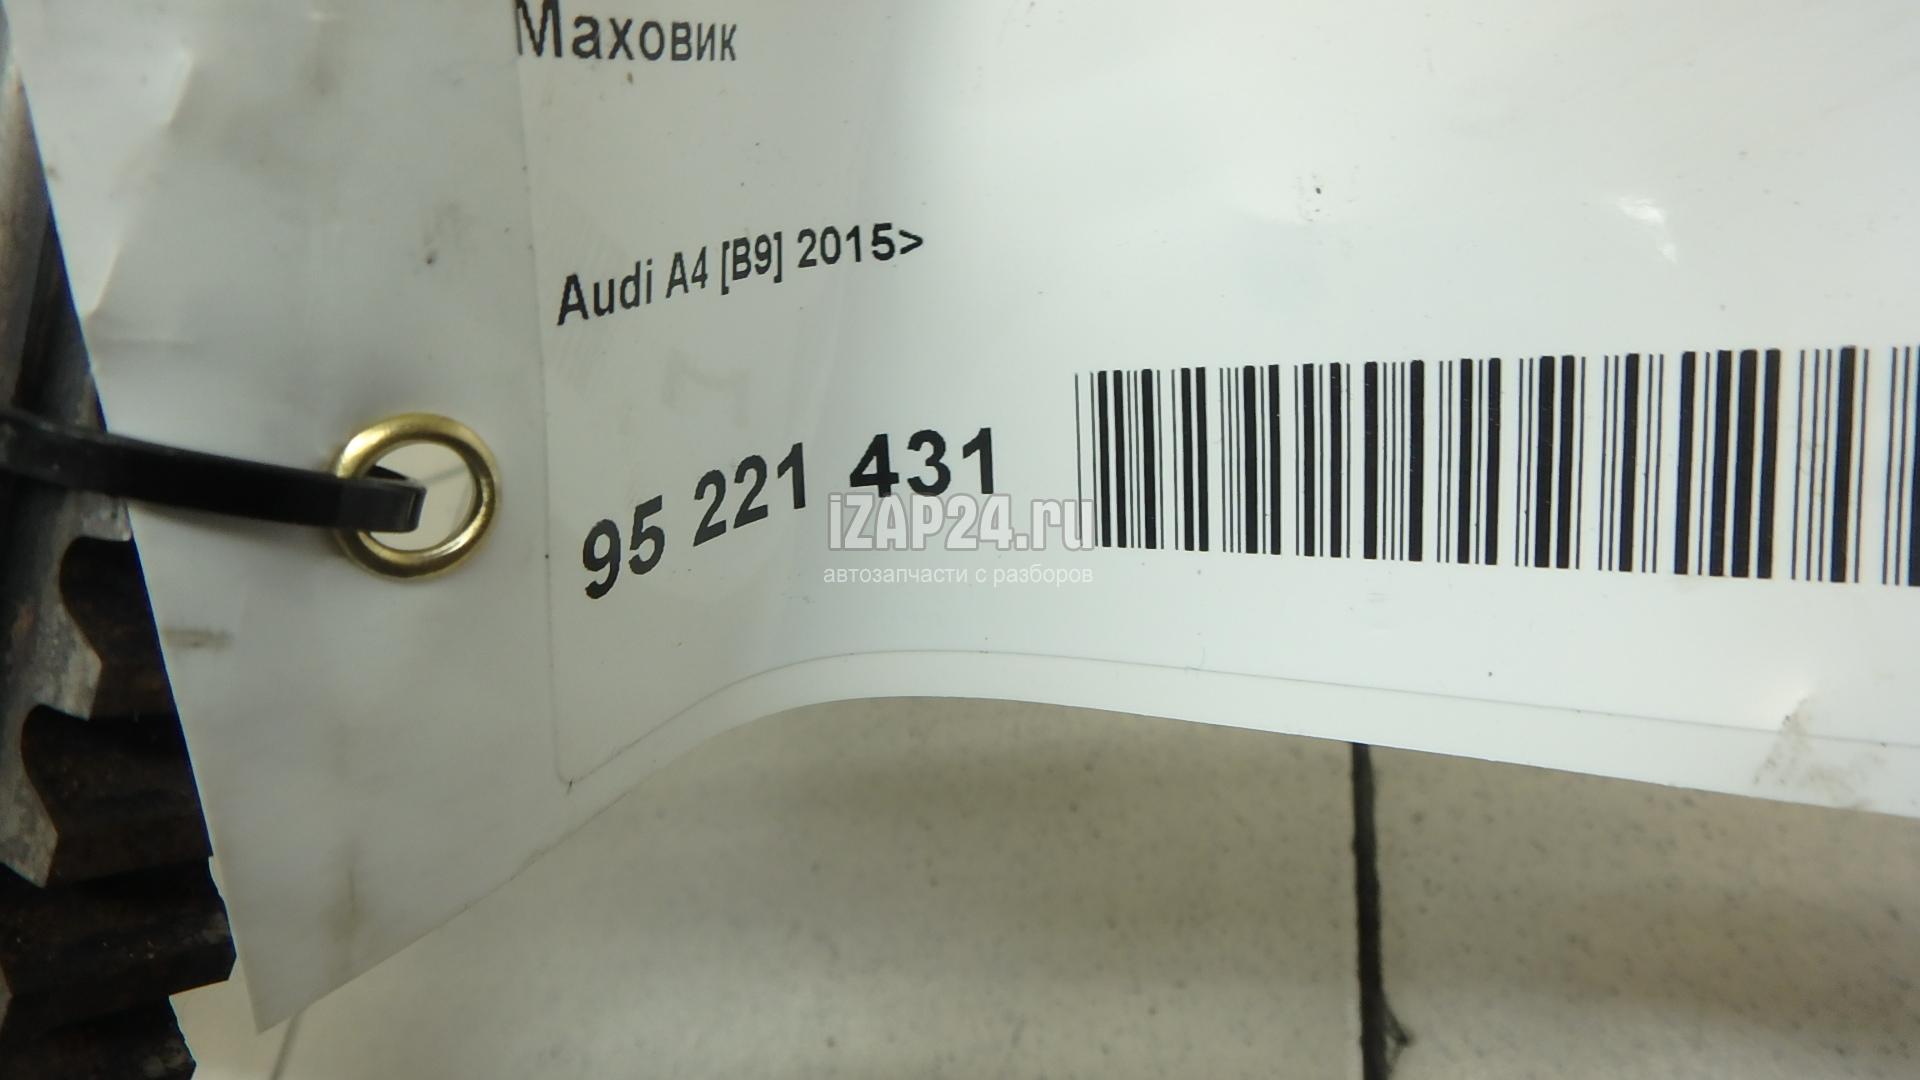 Маховик
Audi A4 [B9] 2015>
95 221 431
iZAP24.ru
автозапчасти с разборов